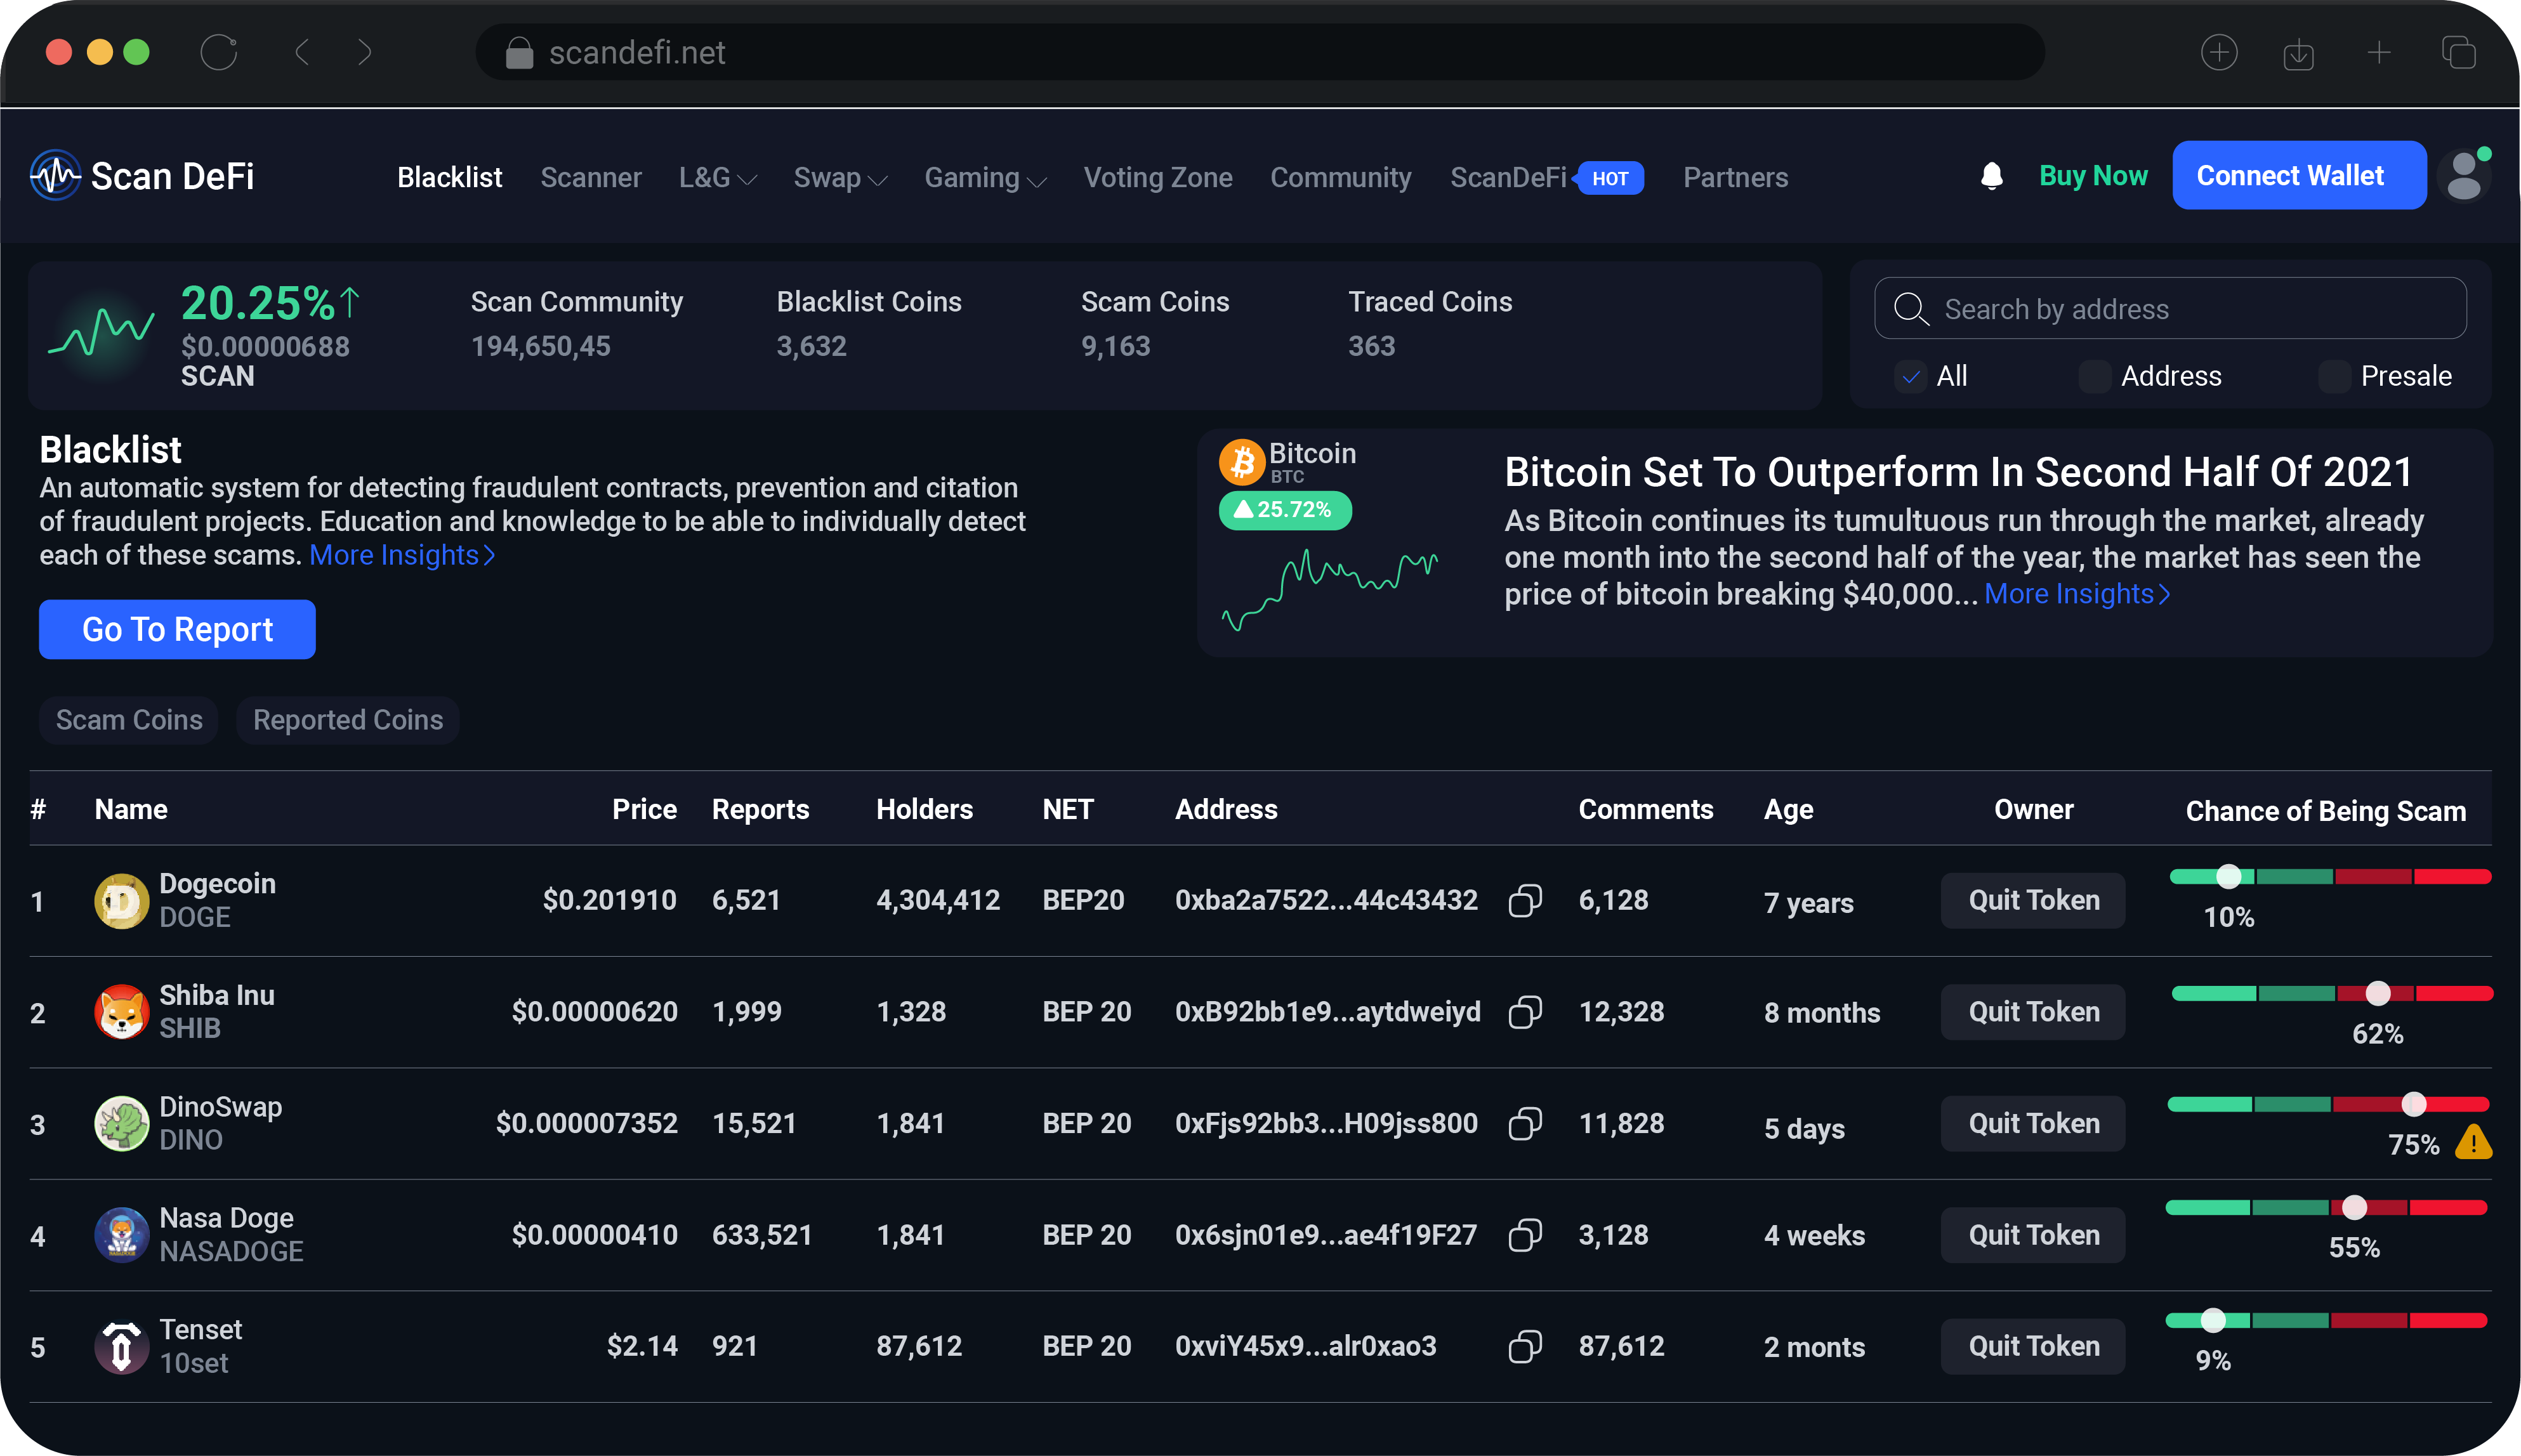 scandefi.net
Scan DeFi Blacklist Scanner L&G Swap Gaming Voting Zone Community ScanDeFi HOT Partners Buy Now Connect Wallet
20.25%↑
$0.00000688
SCAN
Scan Community
194,650,45
Blacklist Coins
3,632
Scam Coins
9,163
Traced Coins
363
Search by address
All Address Presale
Blacklist
An automatic system for detecting fraudulent contracts, prevention and citation
of fraudulent projects. Education and knowledge to be able to individually detect
each of these scams. More Insights
Go To Report
Bitcoin
BTC
25.72%
Bitcoin Set To Outperform In Second Half Of 2021
As Bitcoin continues its tumultuous run through the market, already
one month into the second half of the year, the market has seen the
price of bitcoin breaking $40,000... More Insights
Scam Coins Reported Coins
# Name Price Reports Holders NET Address Comments Age Owner Chance of Being Scam
1 Dogecoin DOGE $0.201910 6,521 4,304,412 BEP20 0xba2a7522...44c43432 6,128 7 years Quit Token 10%
2 Shiba Inu SHIB $0.00000620 1,999 1,328 BEP 20 0xB92bb1e9...aytdweiyd 12,328 8 months Quit Token 62%
3 DinoSwap DINO $0.000007352 15,521 1,841 BEP 20 0xFjs92bb3...H09jss800 11,828 5 days Quit Token 75%
4 Nasa Doge NASADOGE $0.00000410 633,521 1,841 BEP 20 0x6sjn01e9...ae4f19F27 3,128 4 weeks Quit Token 55%
5 Tenset 10set $2.14 921 87,612 BEP 20 0xviY45x9...alr0xao3 87,612 2 monts Quit Token 9%